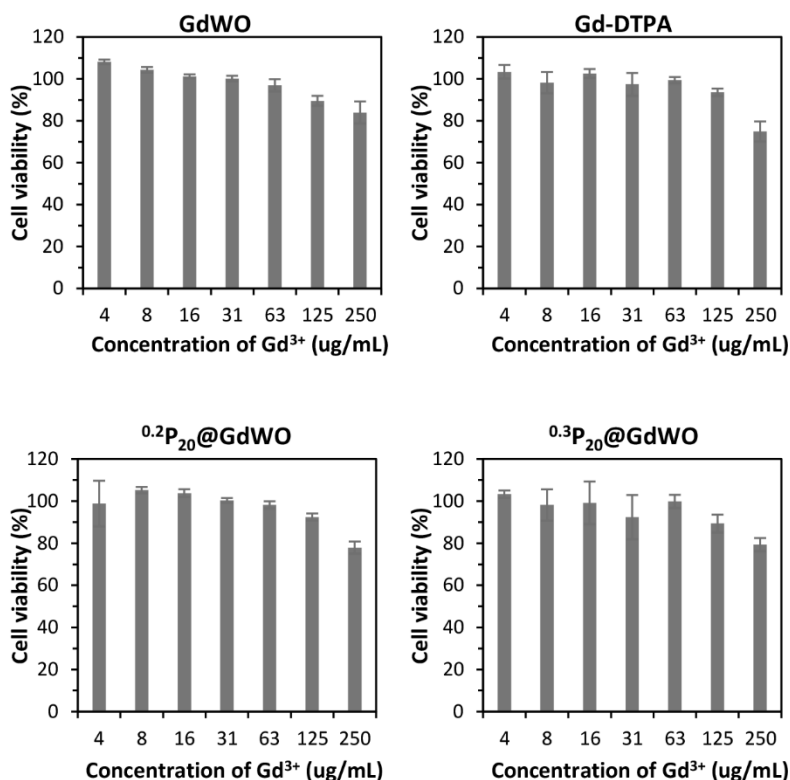 GdWO
Cell viability (%)
120
100
80
60
40
20
0
4 8 16 31 63 125 250
Concentration of Gd³⁺ (ug/mL)
Gd-DTPA
Cell viability (%)
120
100
80
60
40
20
0
4 8 16 31 63 125 250
Concentration of Gd³⁺ (ug/mL)
⁰·²P₂₀@GdWO
Cell viability (%)
120
100
80
60
40
20
0
4 8 16 31 63 125 250
Concentration of Gd³⁺ (ug/mL)
⁰·³P₂₀@GdWO
Cell viability (%)
120
100
80
60
40
20
0
4 8 16 31 63 125 250
Concentration of Gd³⁺ (ug/mL)